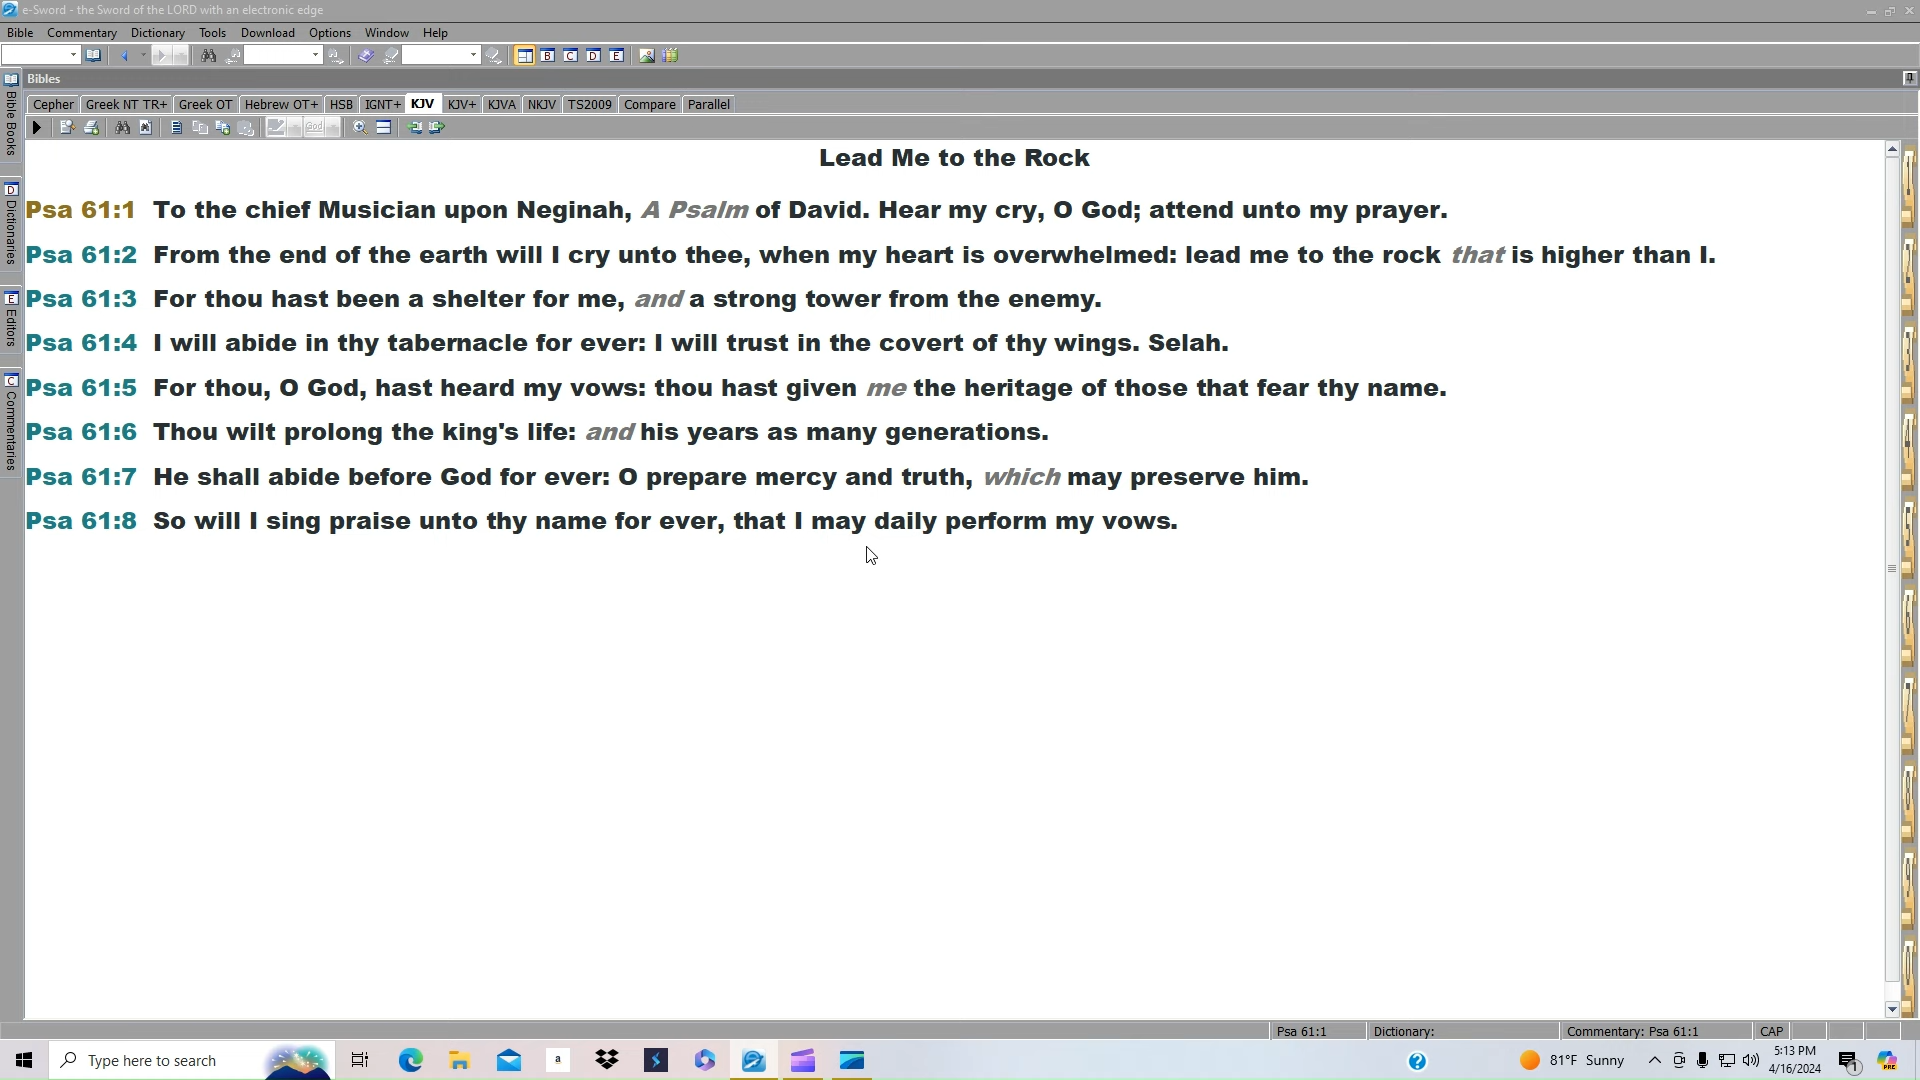 e-Sword - the Sword of the LORD with an electronic edge
Bible Commentary Dictionary Tools Download Options Window Help
B C D E
Bibles
Cepher Greek NT TR+ Greek OT Hebrew OT+ HSB IGNT+ KJV KJV+ KJVA NKJV TS2009 Compare Parallel
God
Bible Books
D Dictionaries
E Editors
C Commentaries
Lead Me to the Rock
Psa 61:1 To the chief Musician upon Neginah, A Psalm of David. Hear my cry, O God; attend unto my prayer.
Psa 61:2 From the end of the earth will I cry unto thee, when my heart is overwhelmed: lead me to the rock that is higher than I.
Psa 61:3 For thou hast been a shelter for me, and a strong tower from the enemy.
Psa 61:4 I will abide in thy tabernacle for ever: I will trust in the covert of thy wings. Selah.
Psa 61:5 For thou, O God, hast heard my vows: thou hast given me the heritage of those that fear thy name.
Psa 61:6 Thou wilt prolong the king's life: and his years as many generations.
Psa 61:7 He shall abide before God for ever: O prepare mercy and truth, which may preserve him.
Psa 61:8 So will I sing praise unto thy name for ever, that I may daily perform my vows.
Psa 61:1 Dictionary: Commentary: Psa 61:1 CAP
Type here to search
a
81°F Sunny
5:13 PM
4/16/2024
1
PRE